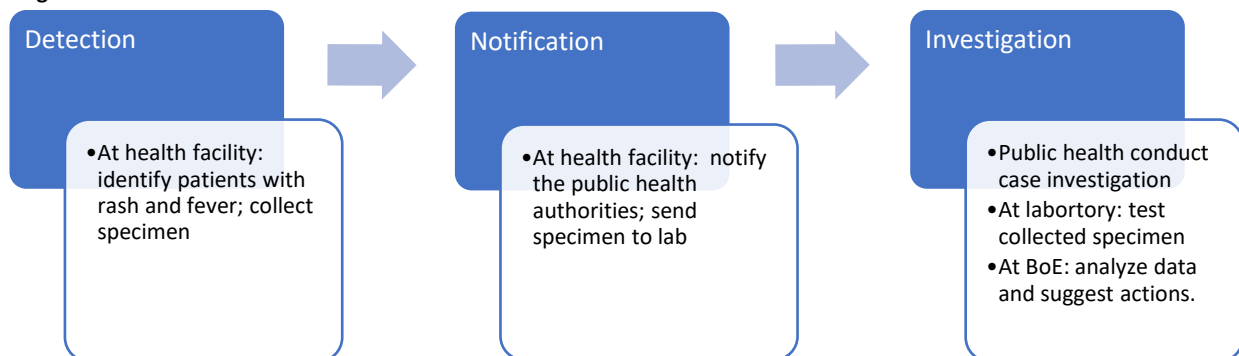 Detection
•At health facility:
identify patients with
rash and fever; collect
specimen
Notification
•At health facility:  notify
the public health
authorities; send
specimen to lab
Investigation
•Public health conduct
case investigation
•At labortory: test
collected specimen
•At BoE: analyze data
and suggest actions.